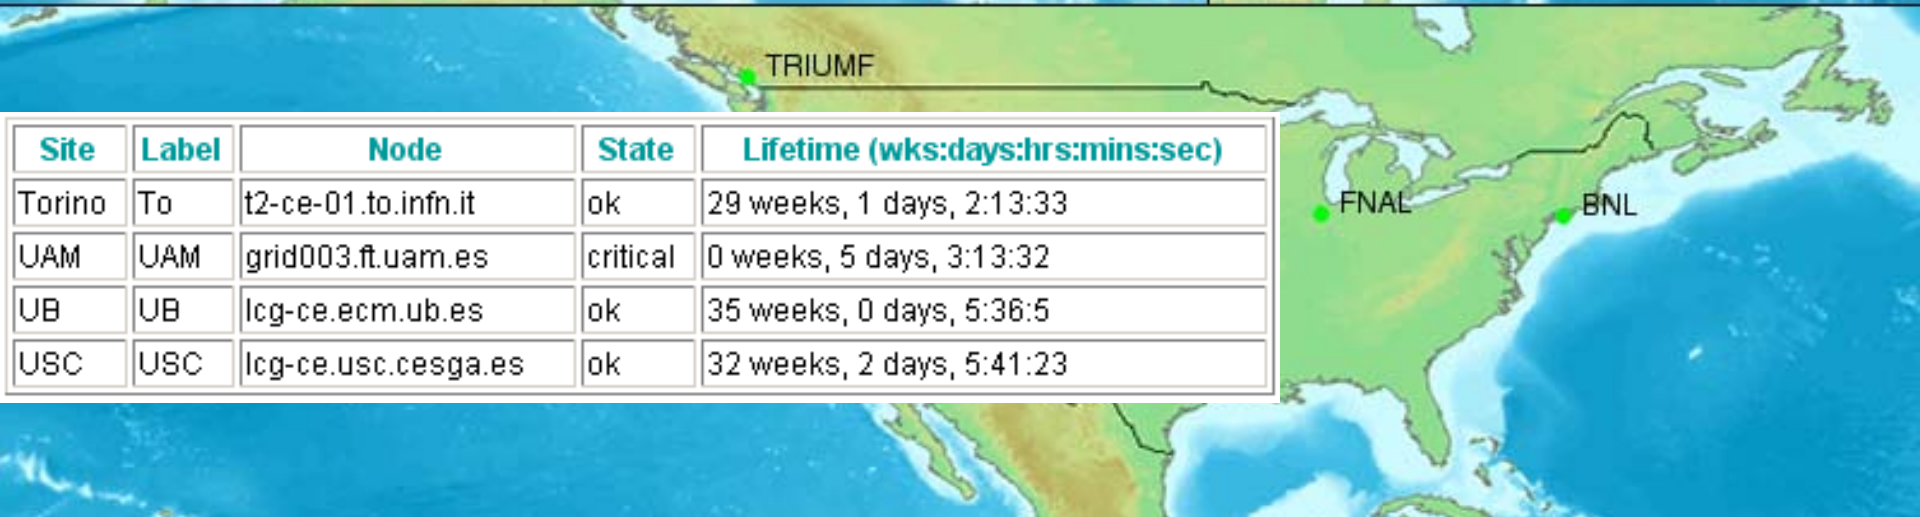 TRIUMF
Site Label Node State Lifetime (wks:days:hrs:mins:sec)
Torino To t2-ce-01.to.infn.it ok 29 weeks, 1 days, 2:13:33
UAM UAM grid003.ft.uam.es critical 0 weeks, 5 days, 3:13:32
UB UB lcg-ce.ecm.ub.es ok 35 weeks, 0 days, 5:36:5
USC USC lcg-ce.usc.cesga.es ok 32 weeks, 2 days, 5:41:23
FNAL
BNL